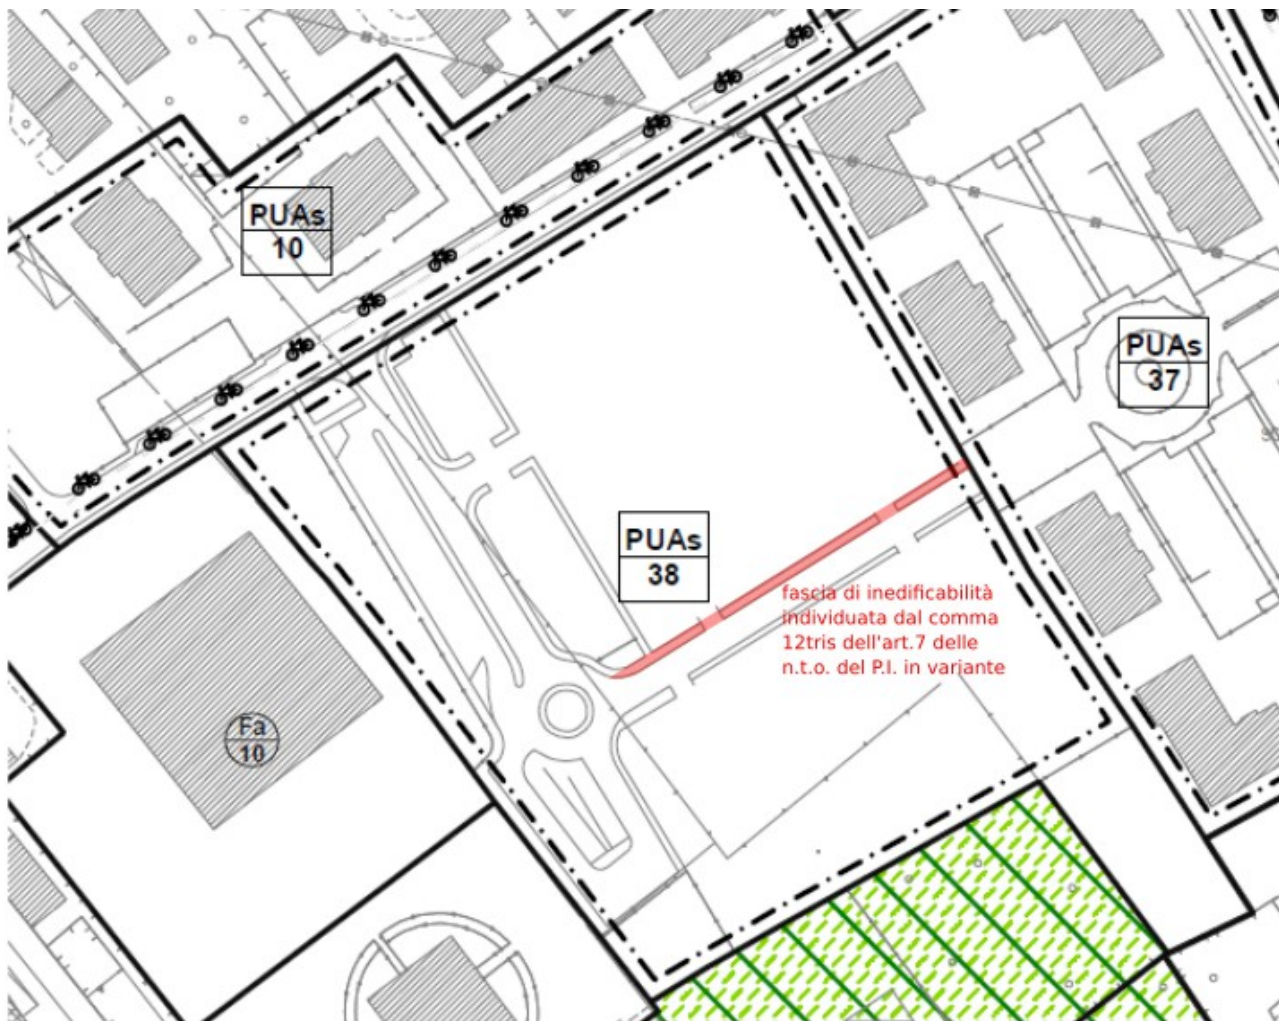 PUAs
10
PUAs
37
PUAs
38
fascia di inedificabilità
individuata dal comma
12tris dell'art.7 delle
n.t.o. del P.I. in variante
Fa
10